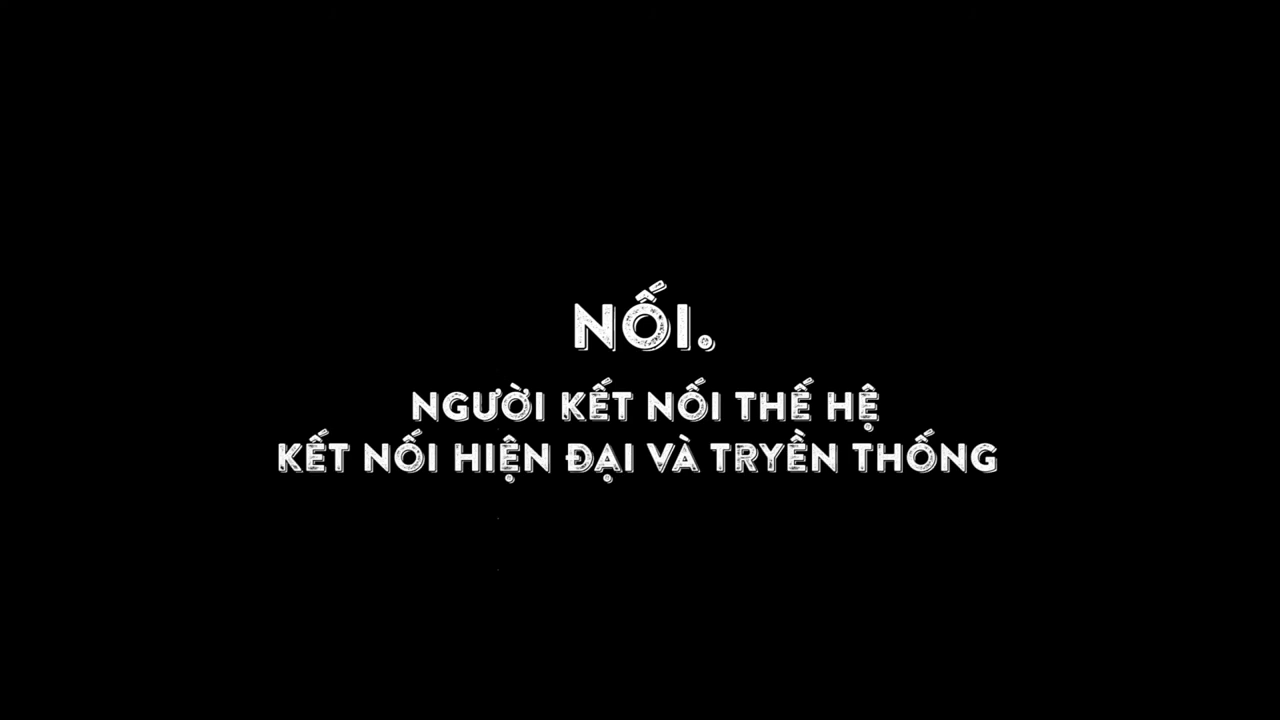 NỐI.
NGƯỜI KẾT NỐI THẾ HỆ
KẾT NỐI HIỆN ĐẠI VÀ TRYỀN THỐNG